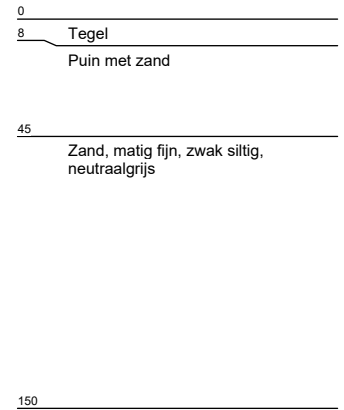 0
8 Tegel
Puin met zand
45
Zand, matig fijn, zwak siltig,
neutraalgrijs
150